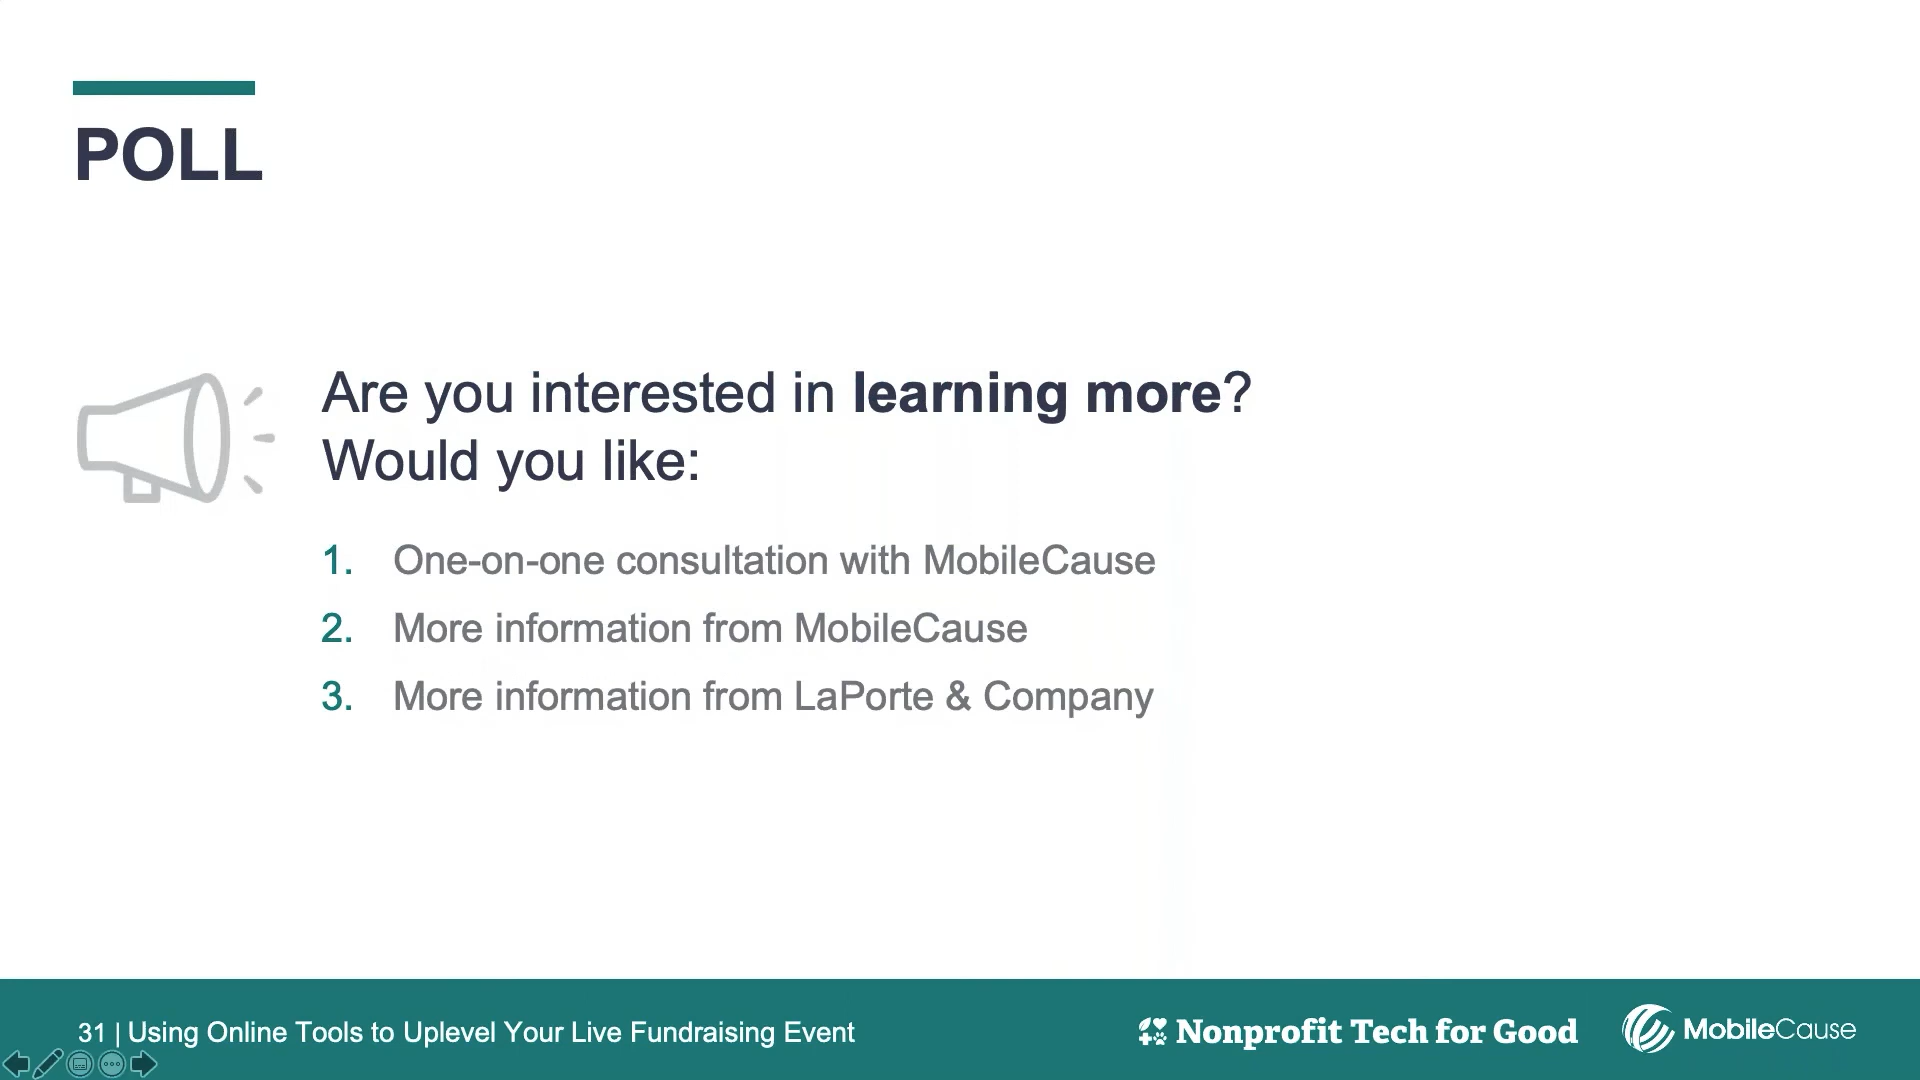 POLL
Are you interested in learning more?
Would you like:
1. One-on-one consultation with MobileCause
2. More information from MobileCause
3. More information from LaPorte & Company
31 | Using Online Tools to Uplevel Your Live Fundraising Event
Nonprofit Tech for Good
MobileCause